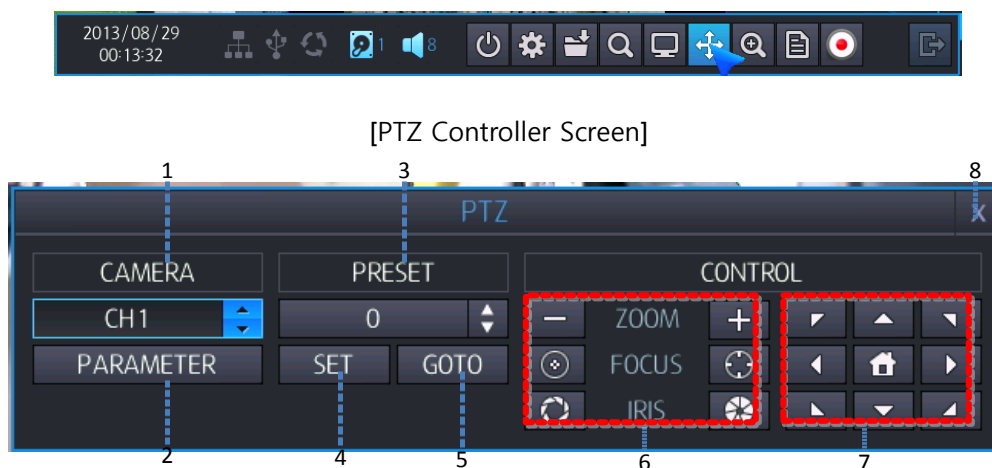 2013/08/29
00:13:32
1
8
[PTZ Controller Screen]
1 3 8
PTZ X
CAMERA PRESET CONTROL
CH1 0 ZOOM
PARAMETER SET GOTO FOCUS
IRIS
2 4 5 6 7